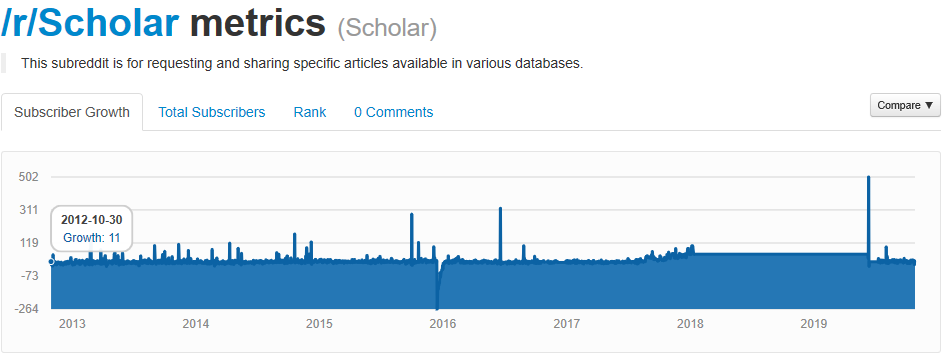 /r/Scholar metrics (Scholar)
This subreddit is for requesting and sharing specific articles available in various databases.
Subscriber Growth Total Subscribers Rank 0 Comments Compare ▼
502
311
2012-10-30
Growth: 11
119
-73
-264
2013 2014 2015 2016 2017 2018 2019